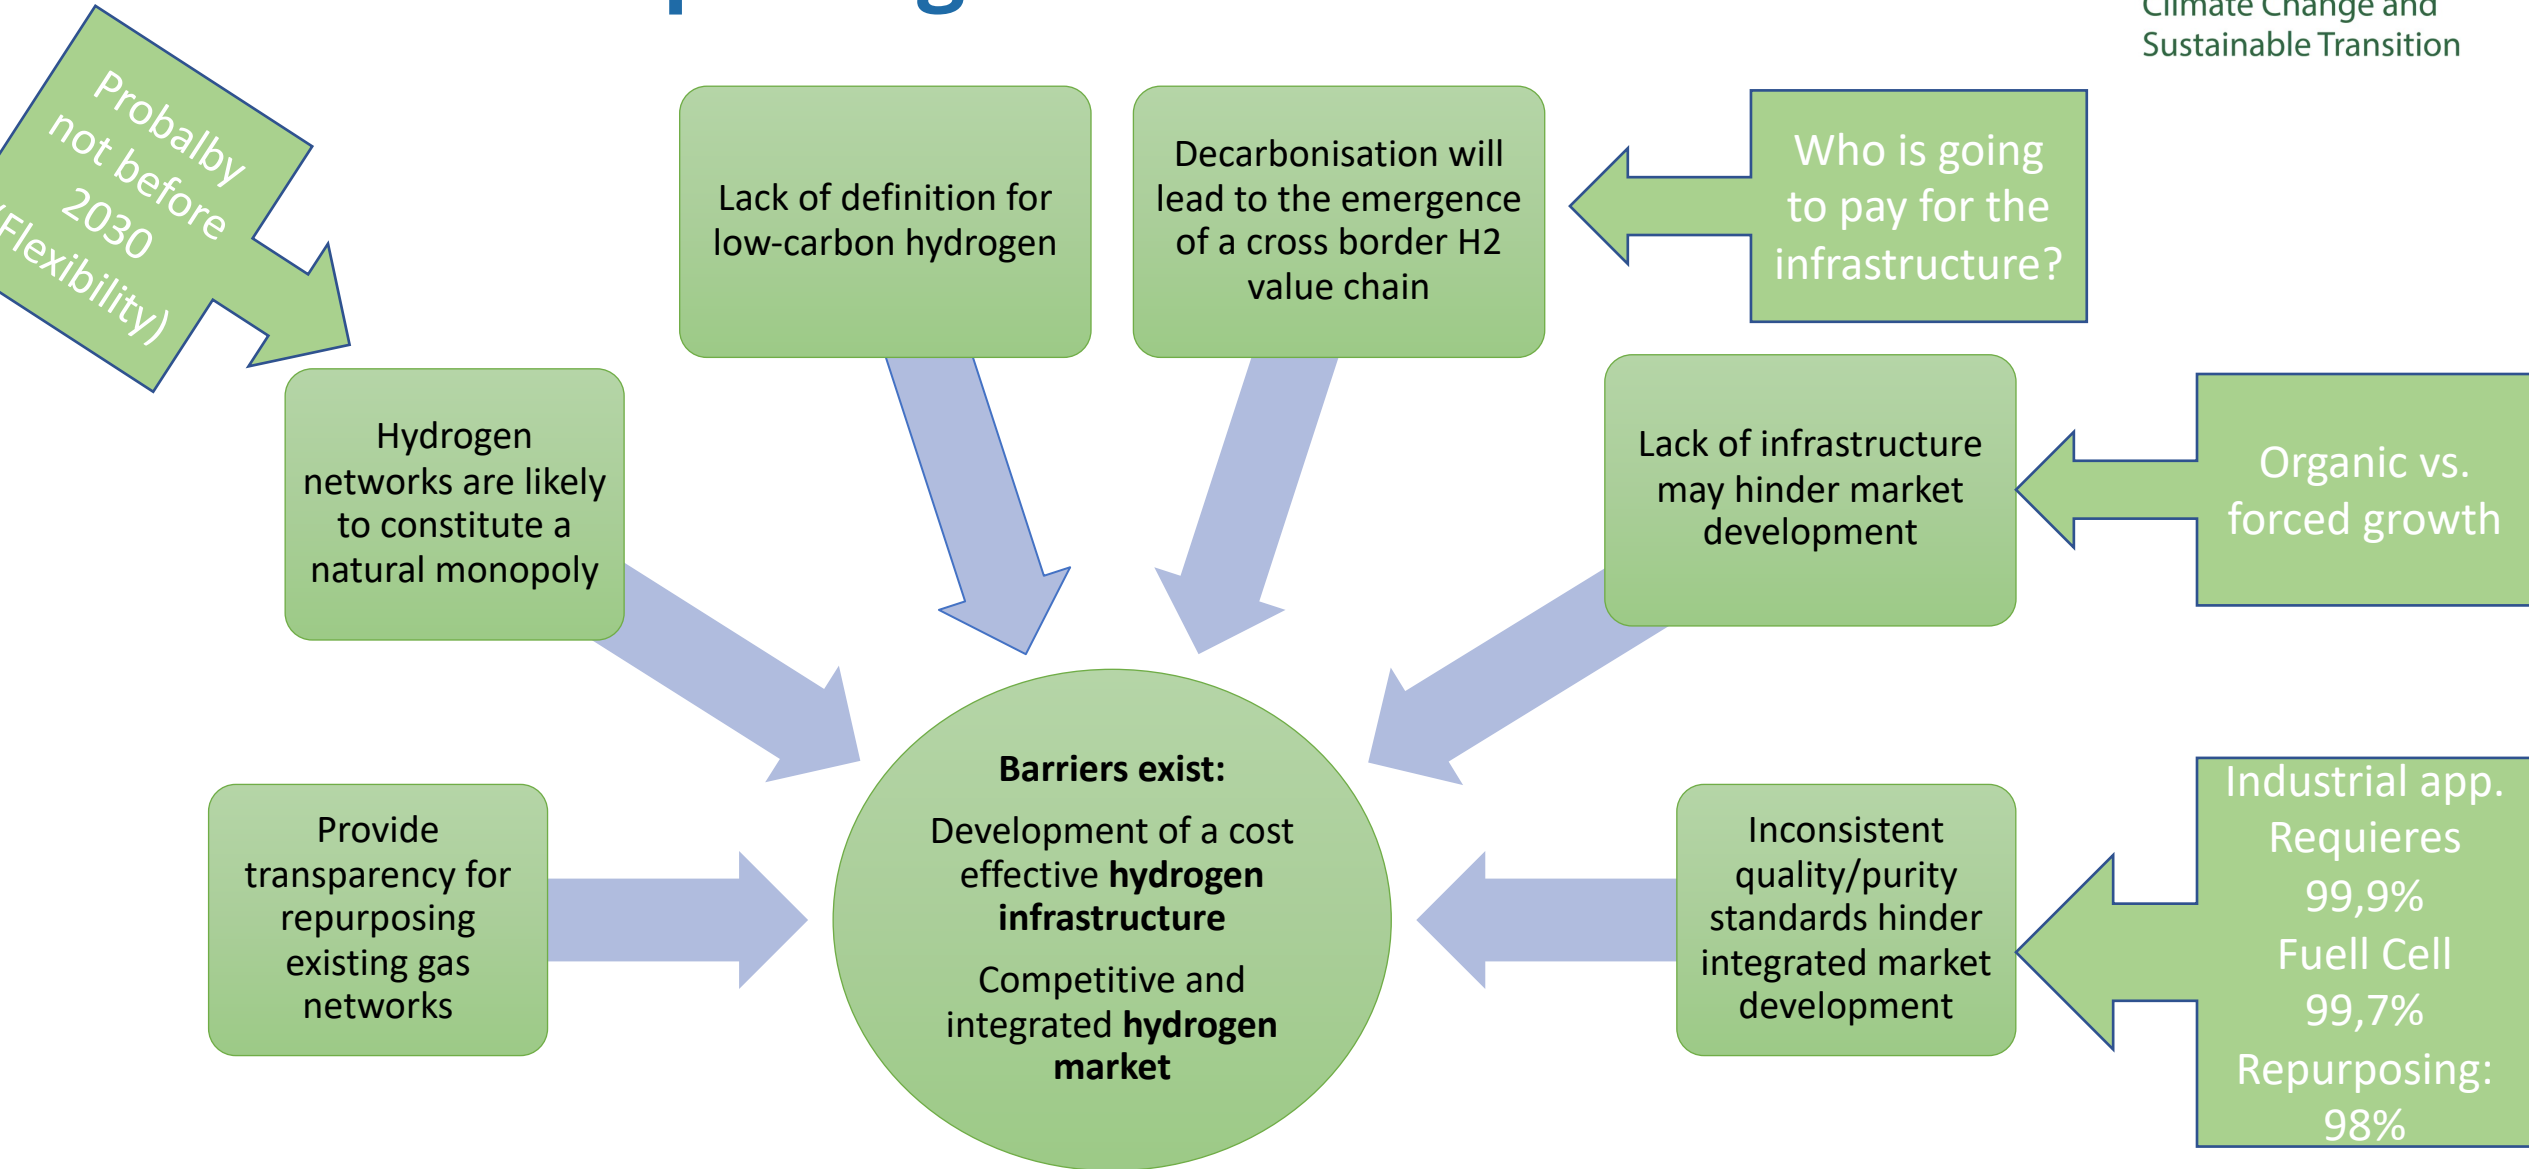 Climate Change and
Sustainable Transition
Probalby
not before
2030
(Flexibility)
Lack of definition for
low-carbon hydrogen
Decarbonisation will
lead to the emergence
of a cross border H2
value chain
Who is going
to pay for the
infrastructure?
Hydrogen
networks are likely
to constitute a
natural monopoly
Lack of infrastructure
may hinder market
development
Organic vs.
forced growth
Provide
transparency for
repurposing
existing gas
networks
Barriers exist:
Development of a cost
effective hydrogen
infrastructure
Competitive and
integrated hydrogen
market
Inconsistent
quality/purity
standards hinder
integrated market
development
Industrial app.
Requieres
99,9%
Fuell Cell
99,7%
Repurposing:
98%